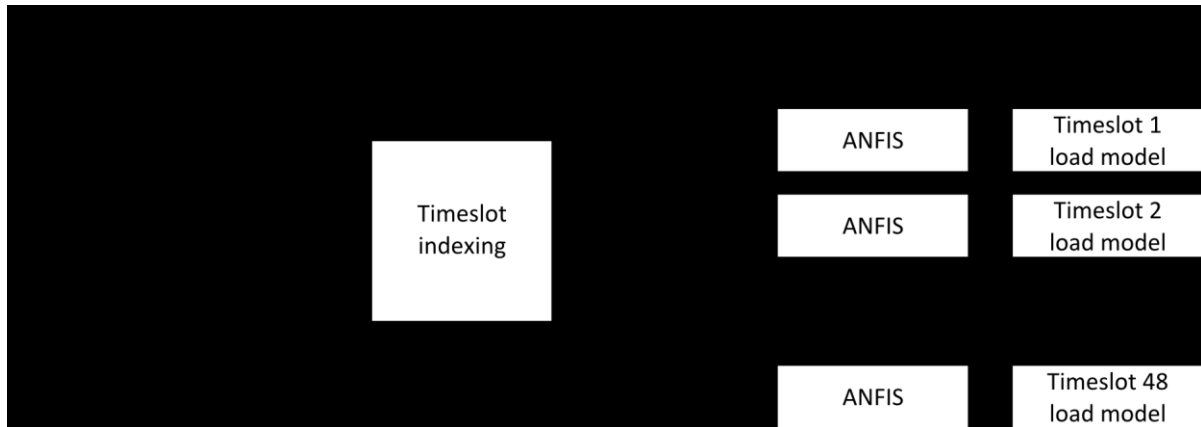 ANFIS
Timeslot 1
load model
Timeslot
indexing
ANFIS
Timeslot 2
load model
ANFIS
Timeslot 48
load model